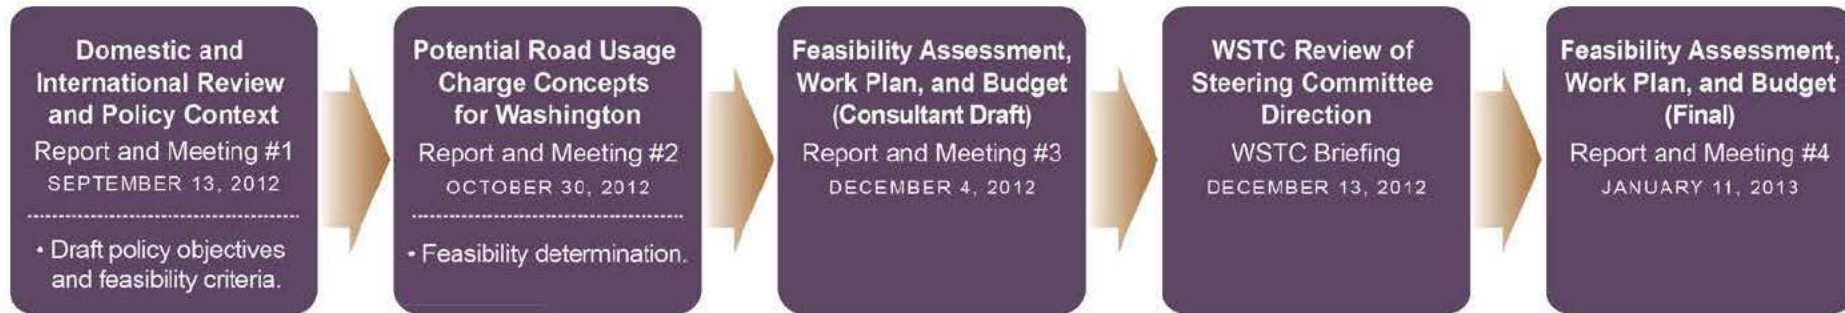 Domestic and
International Review
and Policy Context
Report and Meeting #1
SEPTEMBER 13, 2012
• Draft policy objectives
and feasibility criteria.
Potential Road Usage
Charge Concepts
for Washington
Report and Meeting #2
OCTOBER 30, 2012
• Feasibility determination.
Feasibility Assessment,
Work Plan, and Budget
(Consultant Draft)
Report and Meeting #3
DECEMBER 4, 2012
WSTC Review of
Steering Committee
Direction
WSTC Briefing
DECEMBER 13, 2012
Feasibility Assessment,
Work Plan, and Budget
(Final)
Report and Meeting #4
JANUARY 11, 2013